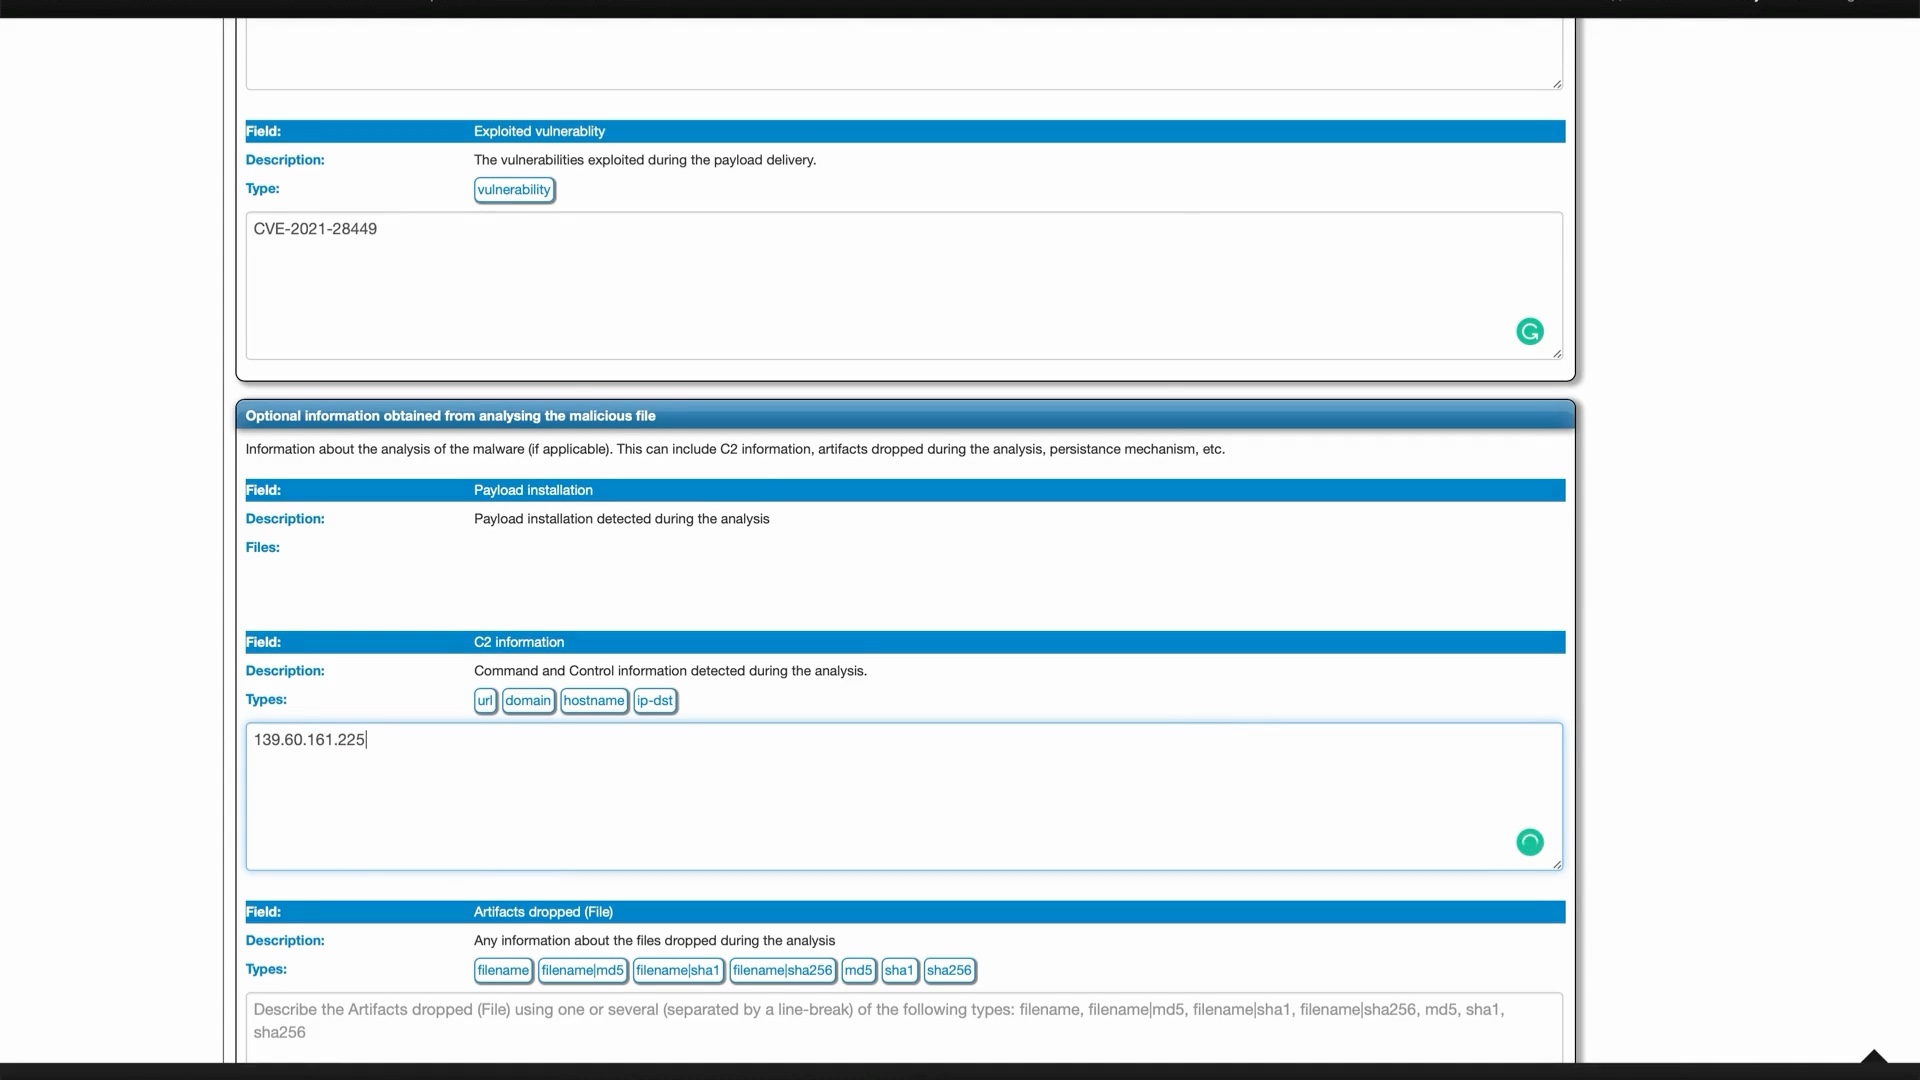 Field: Exploited vulnerablity
Description: The vulnerabilities exploited during the payload delivery.
Type: vulnerability
CVE-2021-28449
Optional information obtained from analysing the malicious file
Information about the analysis of the malware (if applicable). This can include C2 information, artifacts dropped during the analysis, persistance mechanism, etc.
Field: Payload installation
Description: Payload installation detected during the analysis
Files:
Field: C2 information
Description: Command and Control information detected during the analysis.
Types: url domain hostname ip-dst
139.60.161.225
Field: Artifacts dropped (File)
Description: Any information about the files dropped during the analysis
Types: filename filename|md5 filename|sha1 filename|sha256 md5 sha1 sha256
Describe the Artifacts dropped (File) using one or several (separated by a line-break) of the following types: filename, filename|md5, filename|sha1, filename|sha256, md5, sha1,
sha256